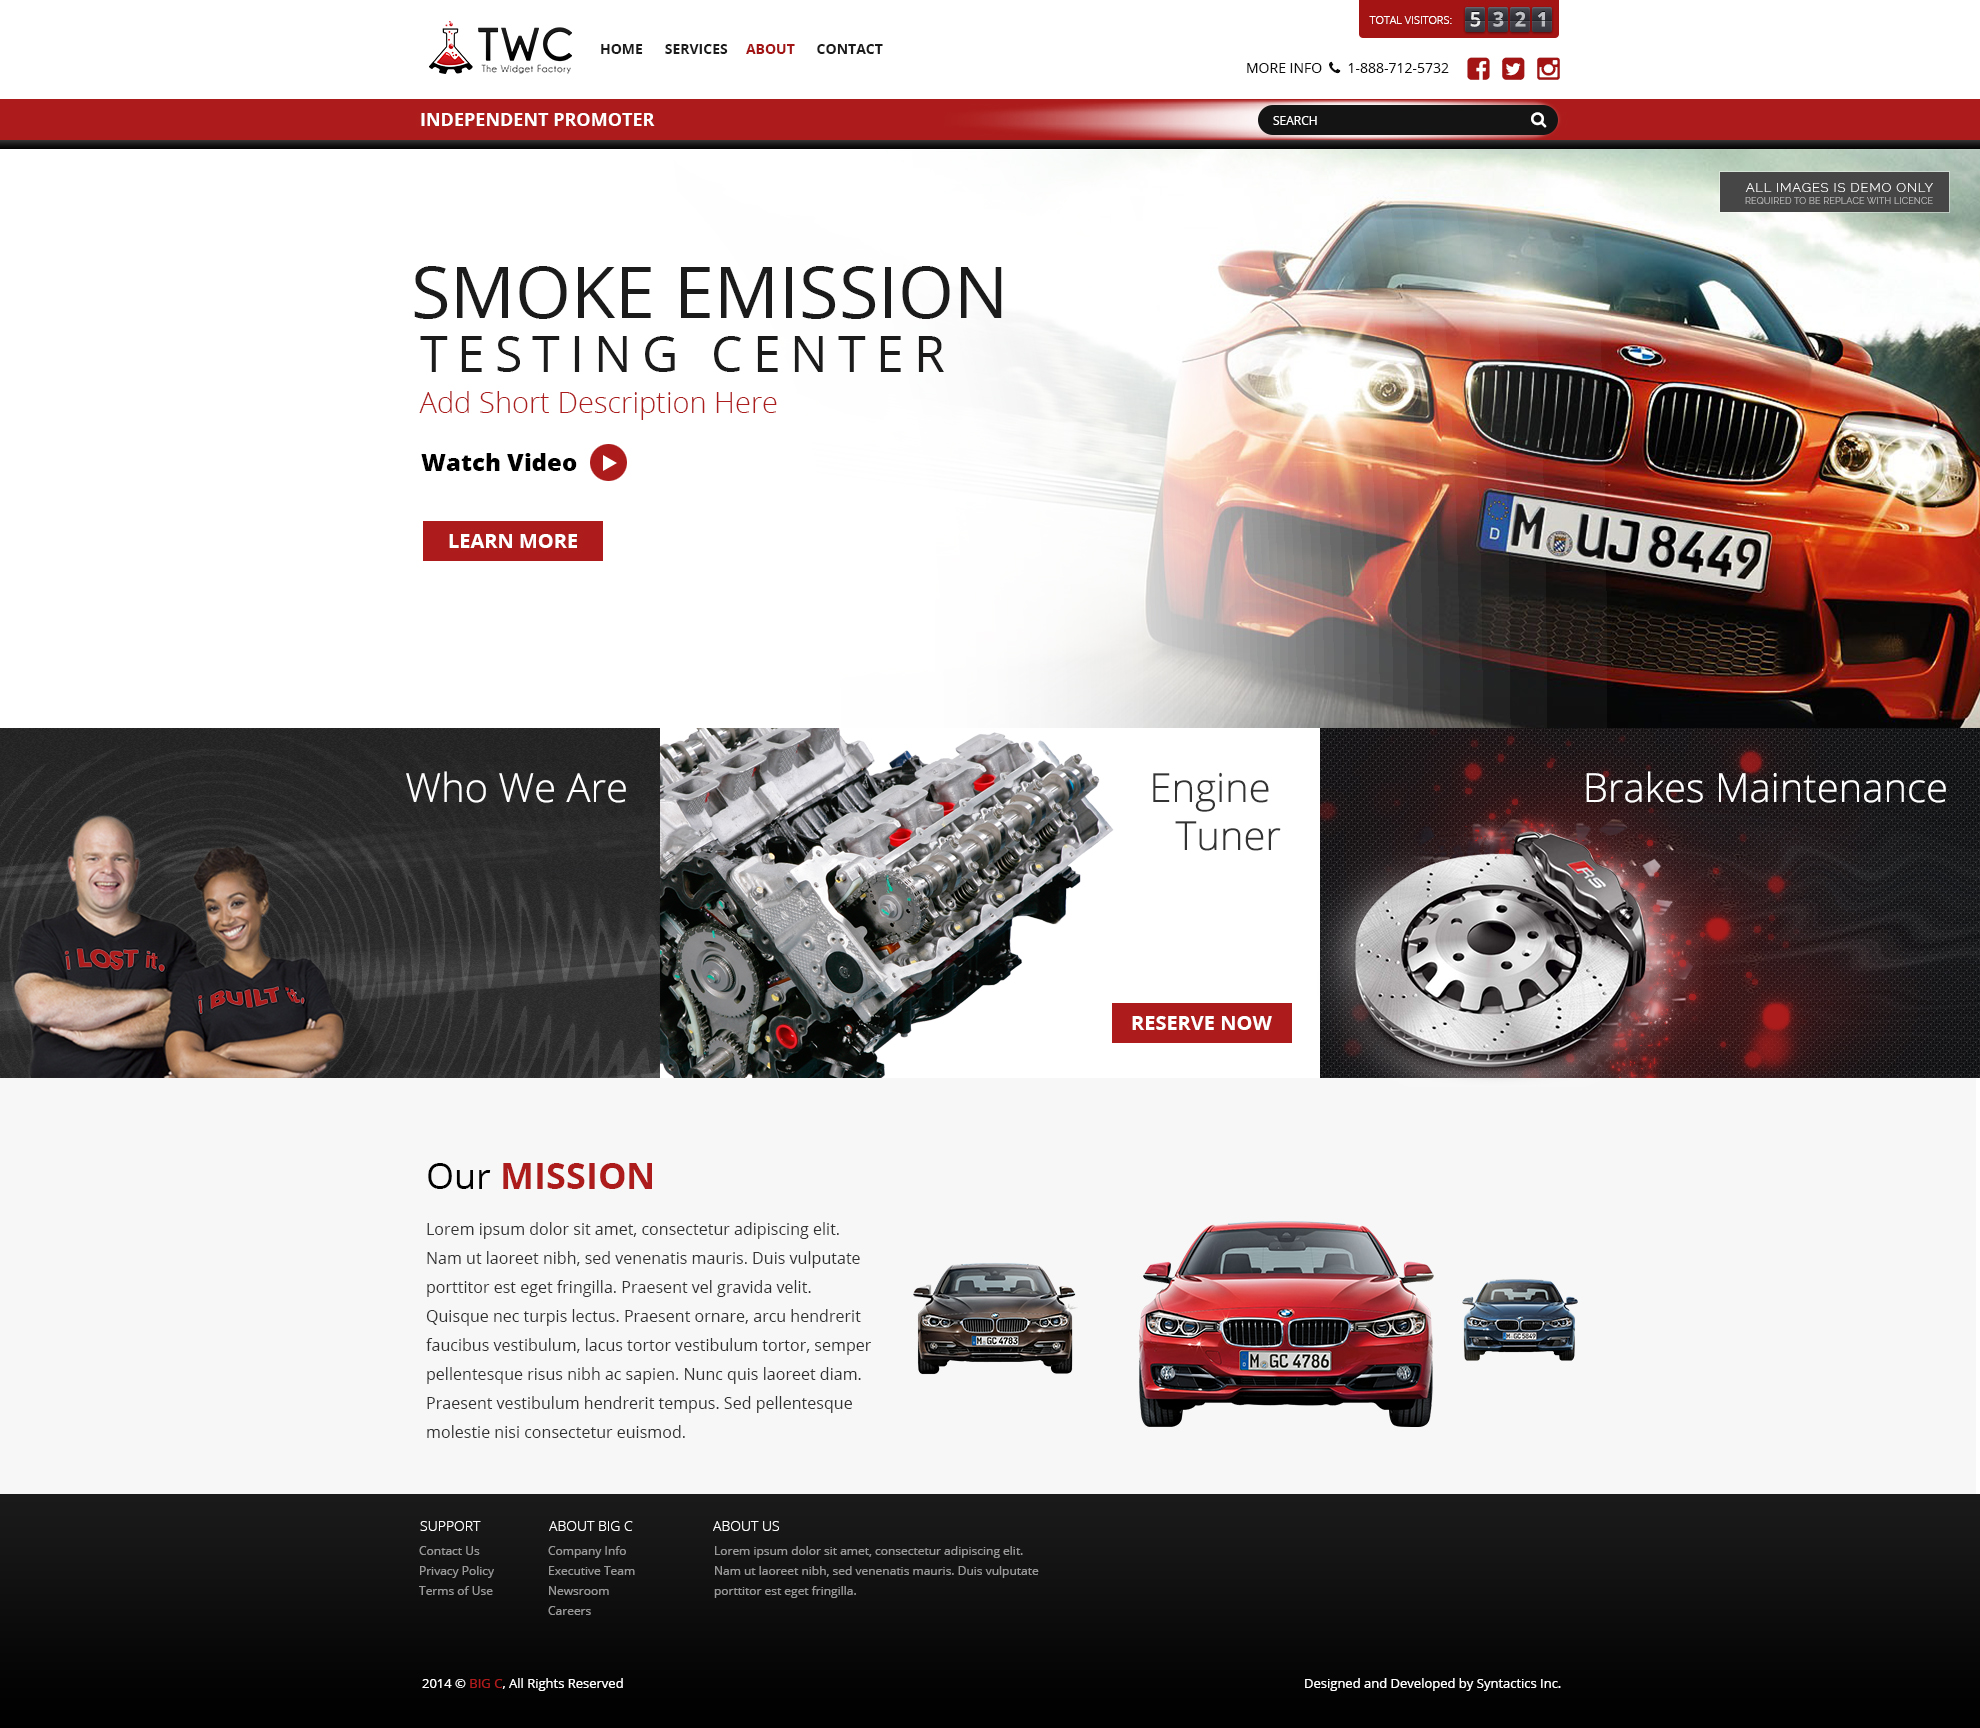 TWC
The Widget Factory
HOME SERVICES ABOUT CONTACT
TOTAL VISITORS: 5 3 2 1
MORE INFO 1-888-712-5732
INDEPENDENT PROMOTER
SEARCH
ALL IMAGES IS DEMO ONLY
REQUIRED TO BE REPLACE WITH LICENCE
SMOKE EMISSION
TESTING CENTER
Add Short Description Here
Watch Video
LEARN MORE
D
M UJ 8449
Who We Are
i LOST it.
i BUILT it.
Engine
Tuner
RESERVE NOW
Brakes Maintenance
RS
Our MISSION
Lorem ipsum dolor sit amet, consectetur adipiscing elit.
Nam ut laoreet nibh, sed venenatis mauris. Duis vulputate
porttitor est eget fringilla. Praesent vel gravida velit.
Quisque nec turpis lectus. Praesent ornare, arcu hendrerit
faucibus vestibulum, lacus tortor vestibulum tortor, semper
pellentesque risus nibh ac sapien. Nunc quis laoreet diam.
Praesent vestibulum hendrerit tempus. Sed pellentesque
molestie nisi consectetur euismod.
M GC 4783
M GC 4786
M GC 5849
SUPPORT
Contact Us
Privacy Policy
Terms of Use
ABOUT BIG C
Company Info
Executive Team
Newsroom
Careers
ABOUT US
Lorem ipsum dolor sit amet, consectetur adipiscing elit.
Nam ut laoreet nibh, sed venenatis mauris. Duis vulputate
porttitor est eget fringilla.
2014 © BIG C, All Rights Reserved
Designed and Developed by Syntactics Inc.